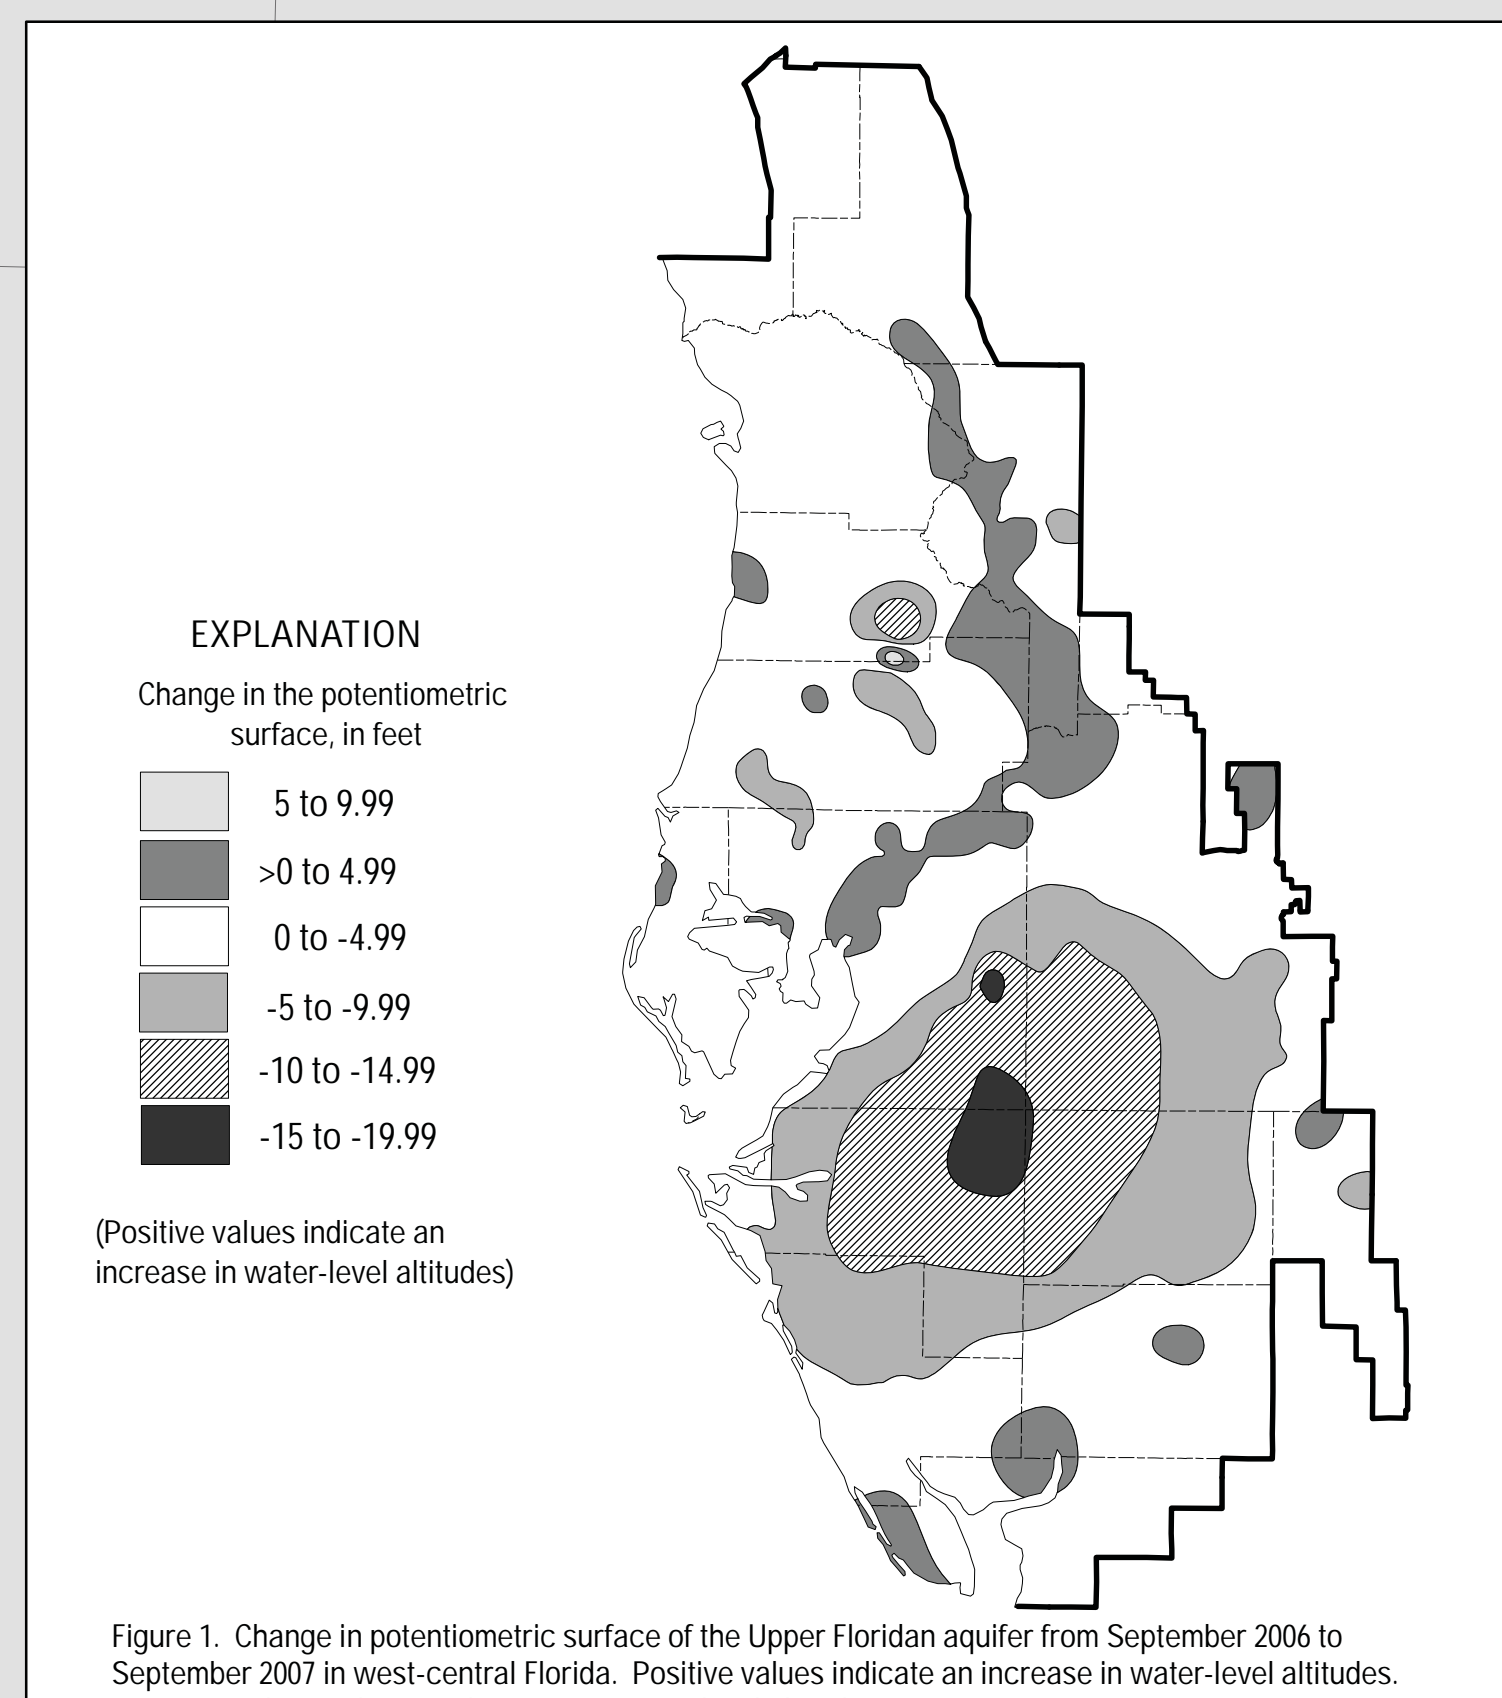 EXPLANATION
Change in the potentiometric
surface, in feet
5 to 9.99
>0 to 4.99
0 to -4.99
-5 to -9.99
-10 to -14.99
-15 to -19.99
(Positive values indicate an
increase in water-level altitudes)
Figure 1. Change in potentiometric surface of the Upper Floridan aquifer from September 2006 to
September 2007 in west-central Florida. Positive values indicate an increase in water-level altitudes.